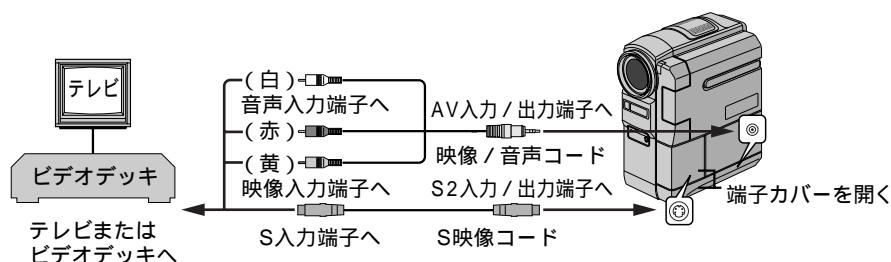 テレビ
ビデオデッキ
テレビまたは
ビデオデッキへ
(白)
音声入力端子へ
(赤)
(黄)
映像入力端子へ
S入力端子へ
AV入力/出力端子へ
映像/音声コード
S2入力/出力端子へ
S映像コード
端子カバーを開く